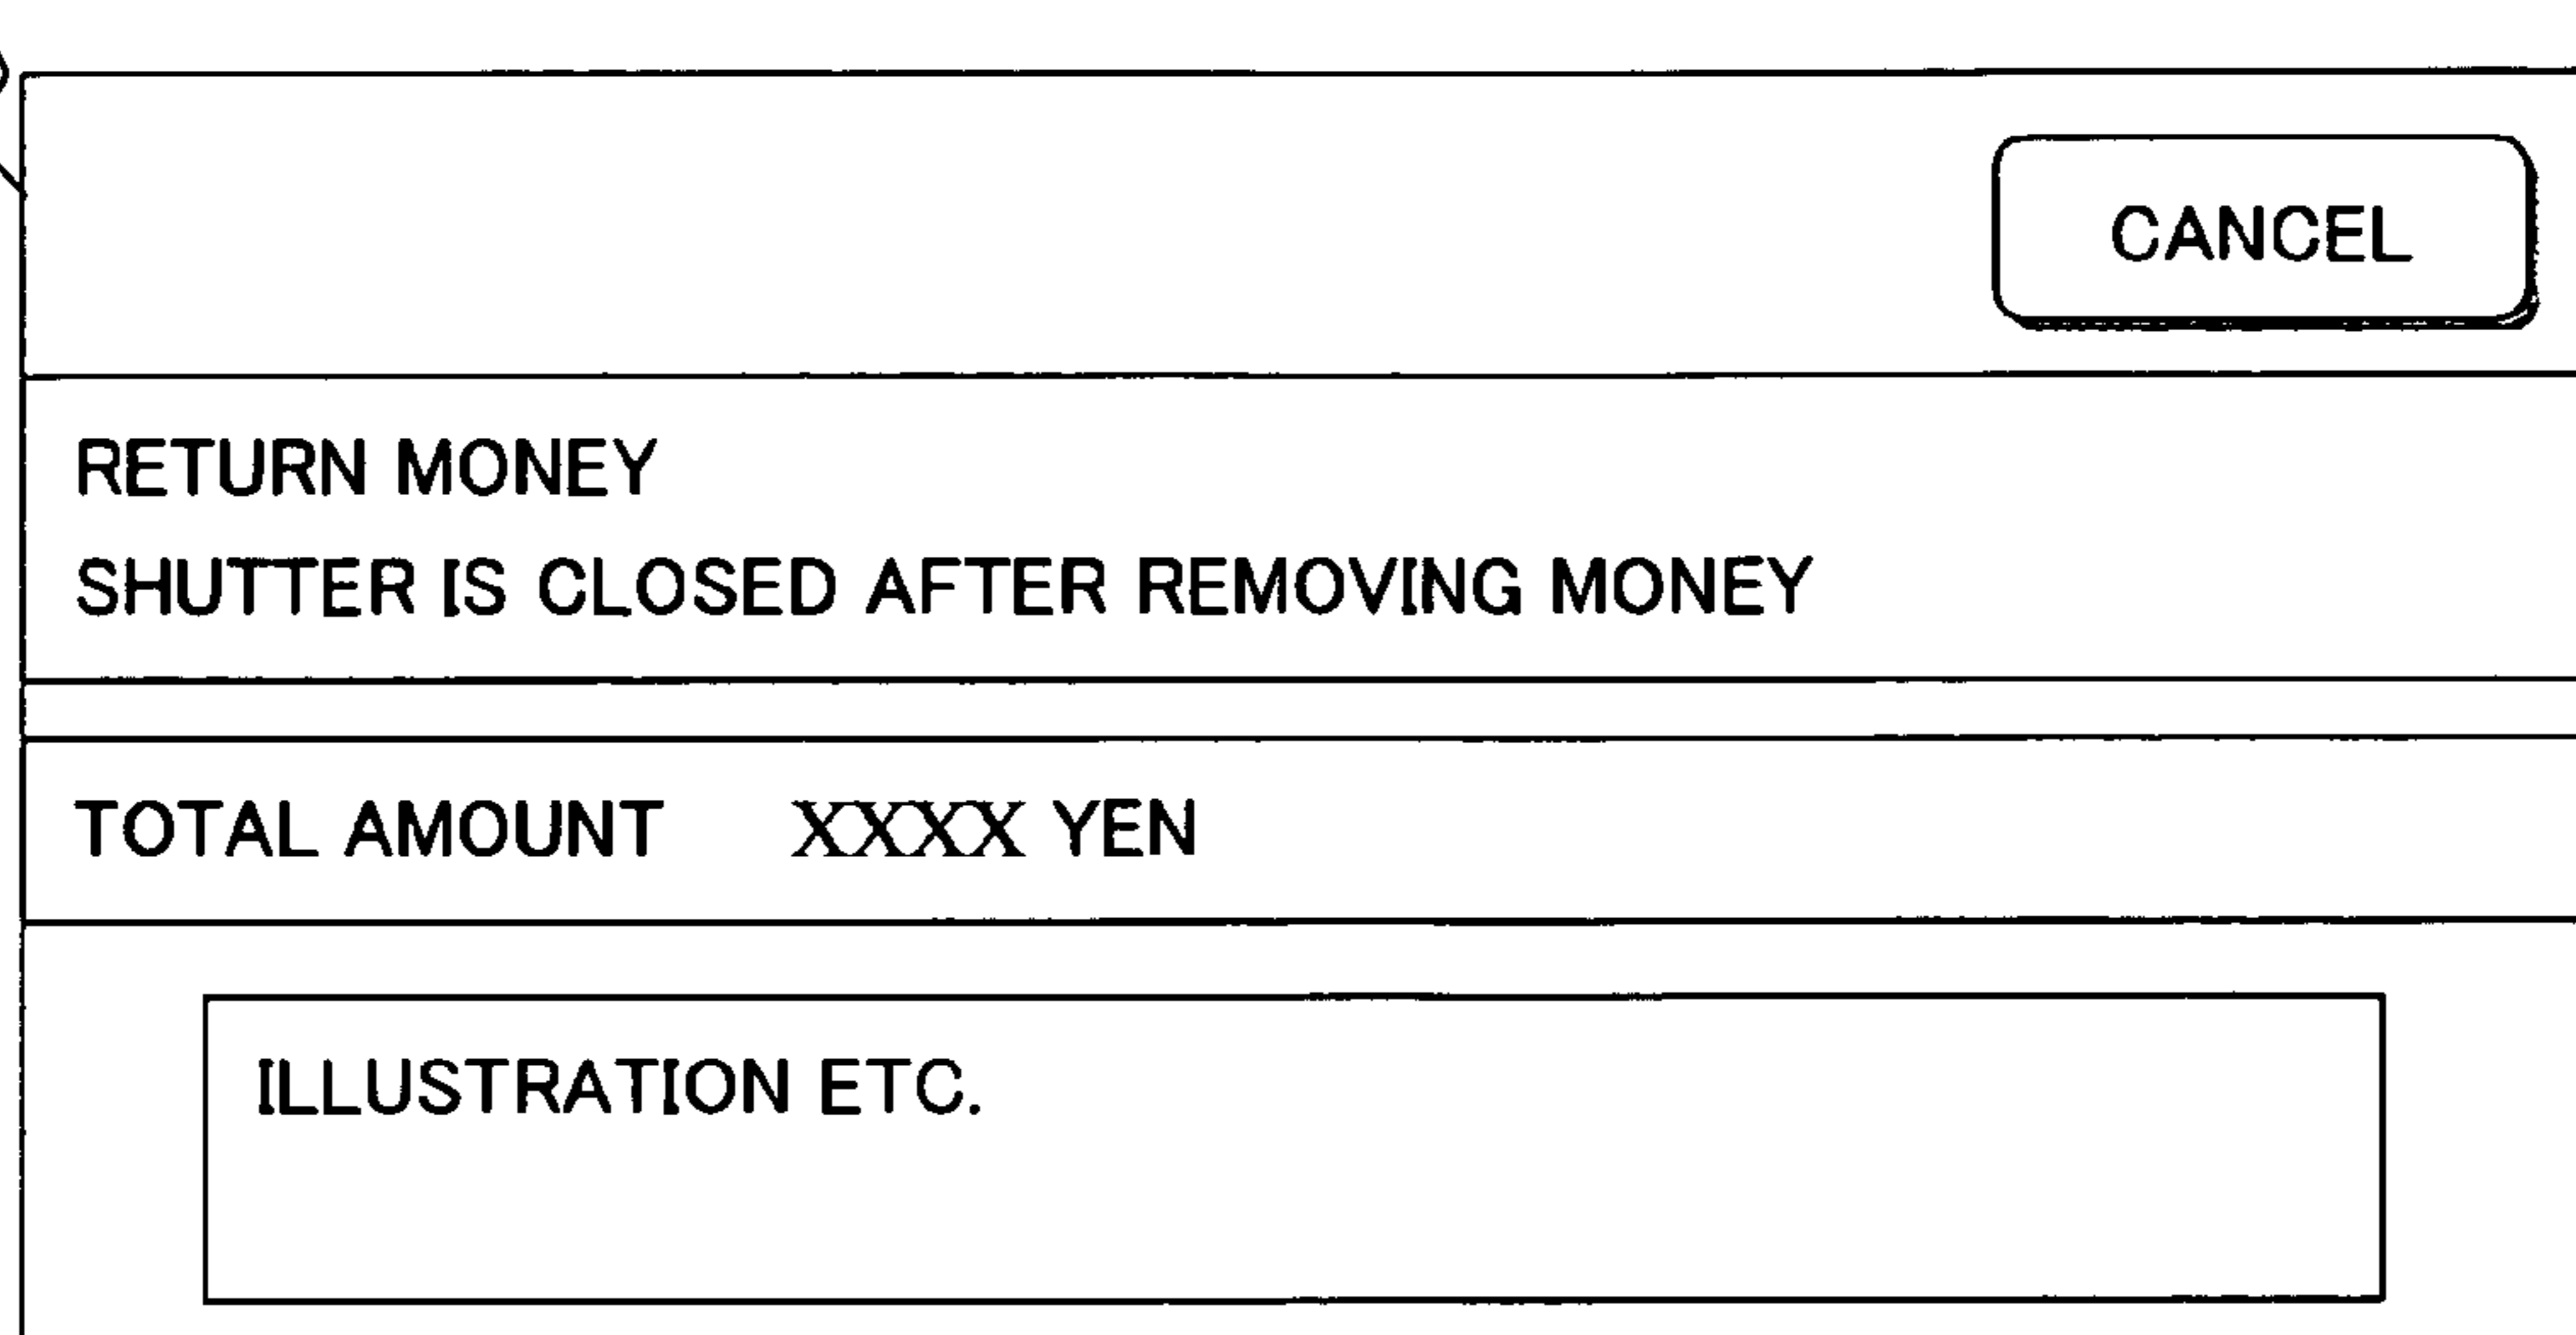 CANCEL
RETURN MONEY
SHUTTER IS CLOSED AFTER REMOVING MONEY
TOTAL AMOUNT XXXX YEN
ILLUSTRATION ETC.